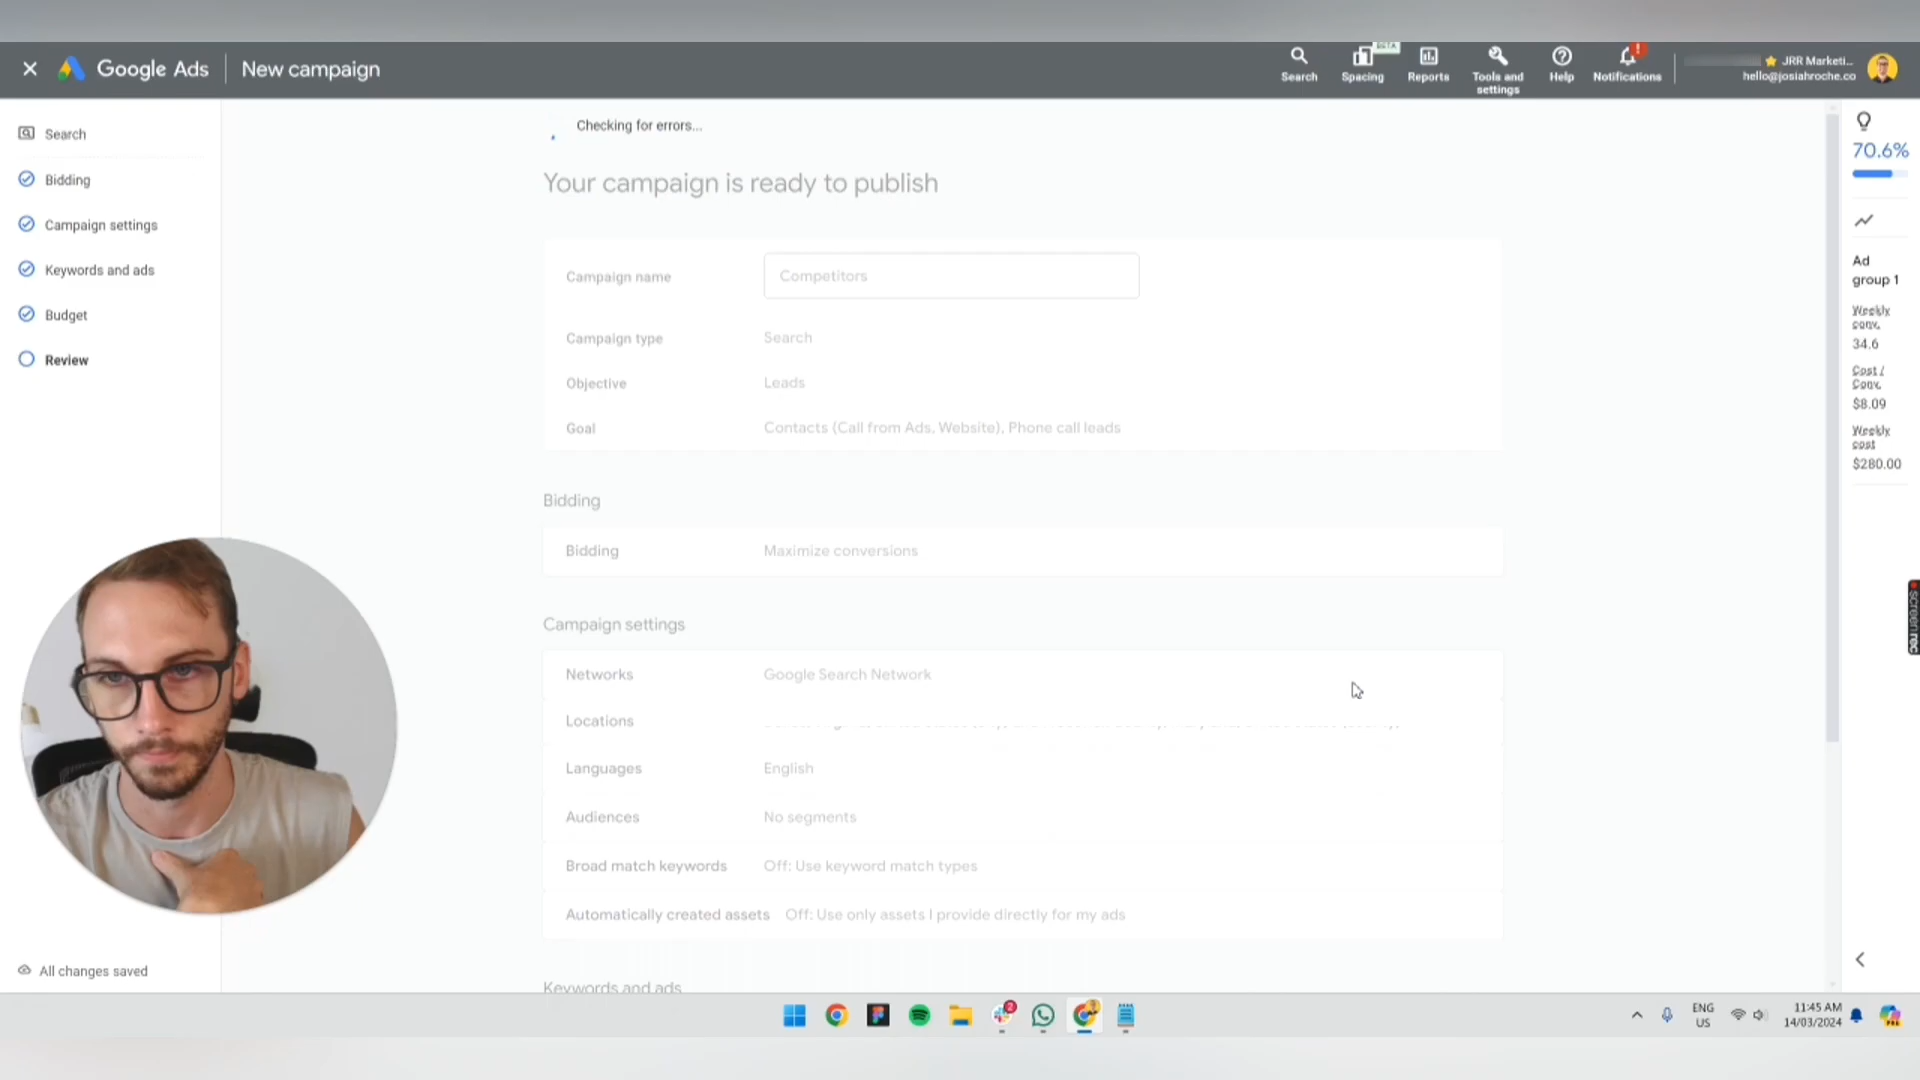 Google Ads
New campaign
Search
Spacing
BETA
Reports
Tools and
settings
Help
Notifications
JRR Marketi...
hello@josiahroche.co
Search
Bidding
Campaign settings
Keywords and ads
Budget
Review
All changes saved
Checking for errors...
Your campaign is ready to publish
Campaign name
Competitors
Campaign type
Search
Objective
Leads
Goal
Contacts (Call from Ads, Website), Phone call leads
Bidding
Bidding
Maximize conversions
Campaign settings
Networks
Google Search Network
Locations
Languages
English
Audiences
No segments
Broad match keywords
Off: Use keyword match types
Automatically created assets
Off: Use only assets I provide directly for my ads
Keywords and ads
70.6%
Ad
group 1
Weekly
conv.
34.6
Cost /
Conv.
$8.09
Weekly
cost
$280.00
screenrec
2
ENG
US
11:45 AM
14/03/2024
PRE